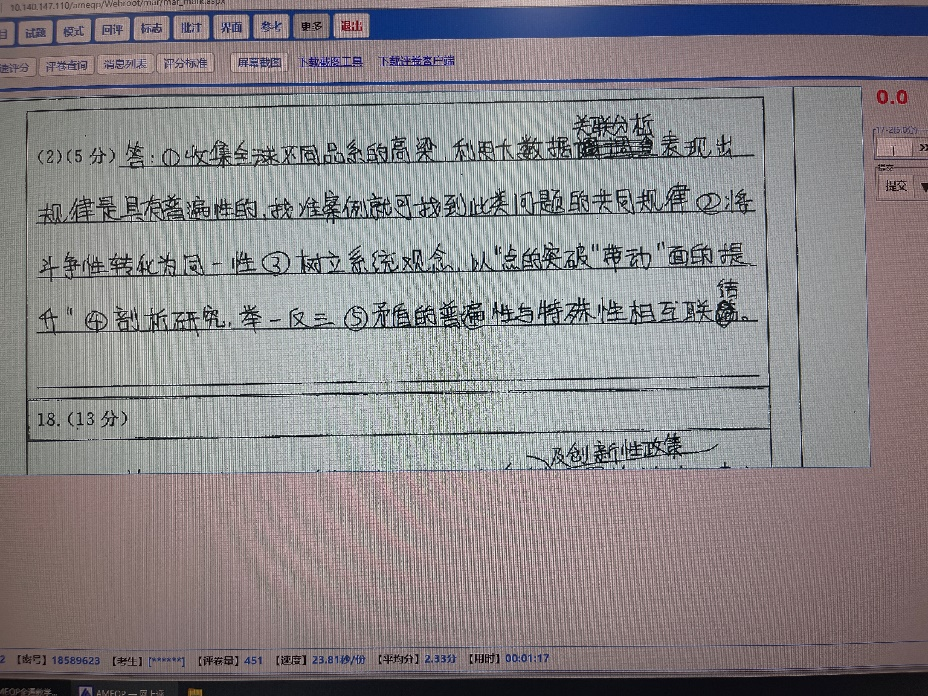 10.140.147.110/
试题 模式 回评 标志 批注 界面 参考 更多 退出
评卷查询 消息列表 评分标准 屏幕截图 下载截图工具 下载评卷客户端
0.0
提交
关联分析
(2)(5分)答:①收集全球不同品系的高粱 利用大数据 表现出
规律是具有普遍性的,找准案例就可找到此类问题的共同规律②将
斗争性转化为同一性③树立系统观念,以"点的突破"带动"面的提
升"④剖析研究,举一反三⑤矛盾的普遍性与特殊性相互联结。
18.(13分)
及创新性政策
【密号】18589623 【考生】[******] 【评卷量】451 【速度】23.81秒/份 【平均分】2.33分 【用时】00:01:17